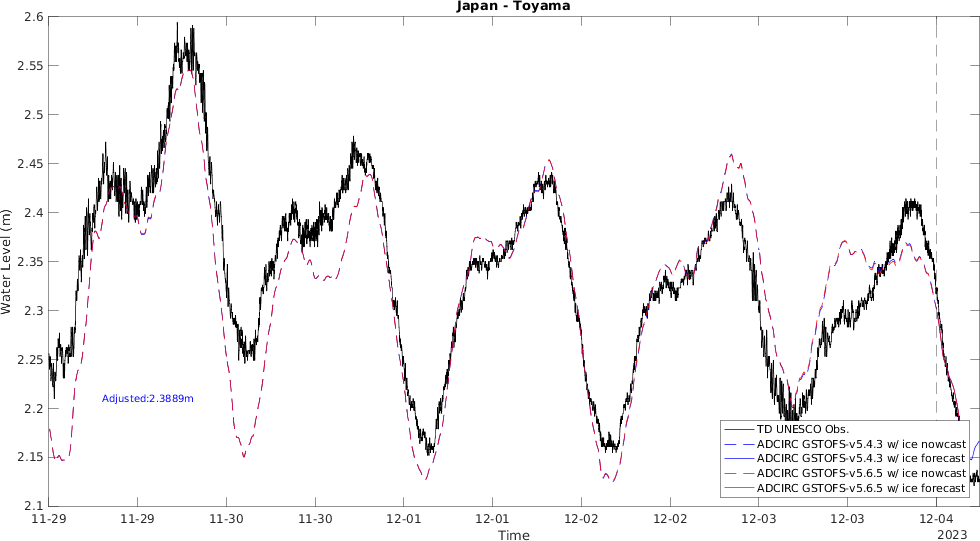 Japan - Toyama
2.6
2.55
2.5
2.45
2.4
2.35
2.3
2.25
2.2
2.15
2.1
Water Level (m)
Adjusted:2.3889m
TD UNESCO Obs.
ADCIRC GSTOFS-v5.4.3 w/ ice nowcast
ADCIRC GSTOFS-v5.4.3 w/ ice forecast
ADCIRC GSTOFS-v5.6.5 w/ ice nowcast
ADCIRC GSTOFS-v5.6.5 w/ ice forecast
11-29 11-29 11-30 11-30 12-01 12-01 12-02 12-02 12-03 12-03 12-04
2023
Time